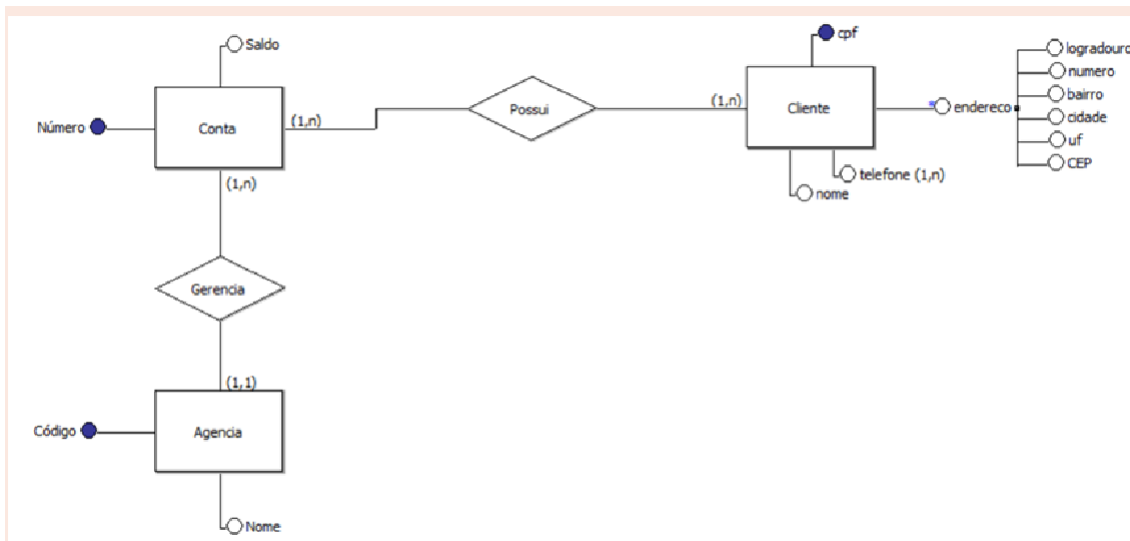 Saldo
Número
Conta
(1,n)
(1,n)
Possui
(1,n)
cpf
Cliente
endereco
logradouro
numero
bairro
cidade
uf
CEP
telefone (1,n)
nome
Gerencia
(1,1)
Código
Agencia
Nome